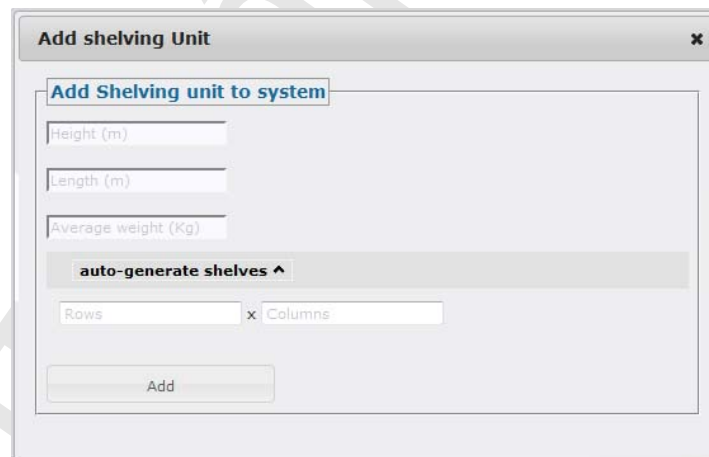 Add shelving Unit
Add Shelving unit to system
Height (m)
Length (m)
Average weight (Kg)
auto-generate shelves
Rows x Columns
Add